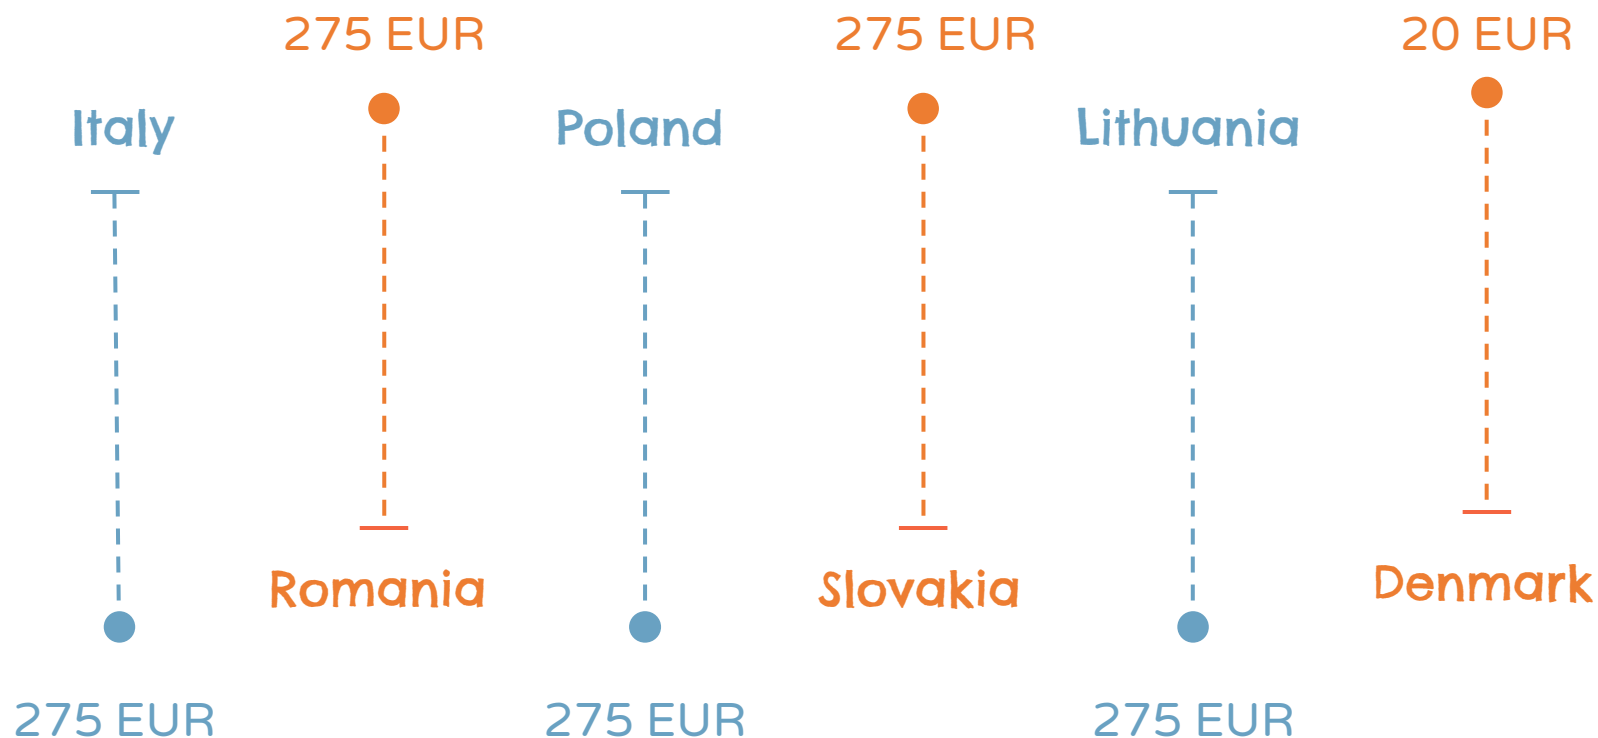 275 EUR
275 EUR
20 EUR
Italy
Poland
Lithuania
Romania
Slovakia
Denmark
275 EUR
275 EUR
275 EUR